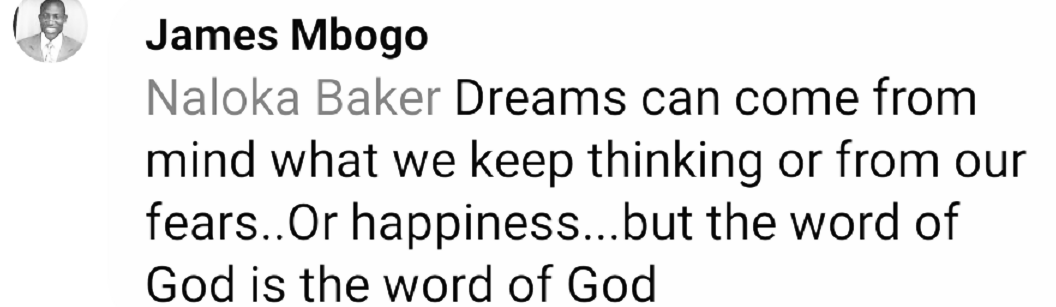 James Mbogo
Naloka Baker Dreams can come from
mind what we keep thinking or from our
fears..Or happiness...but the word of
God is the word of God